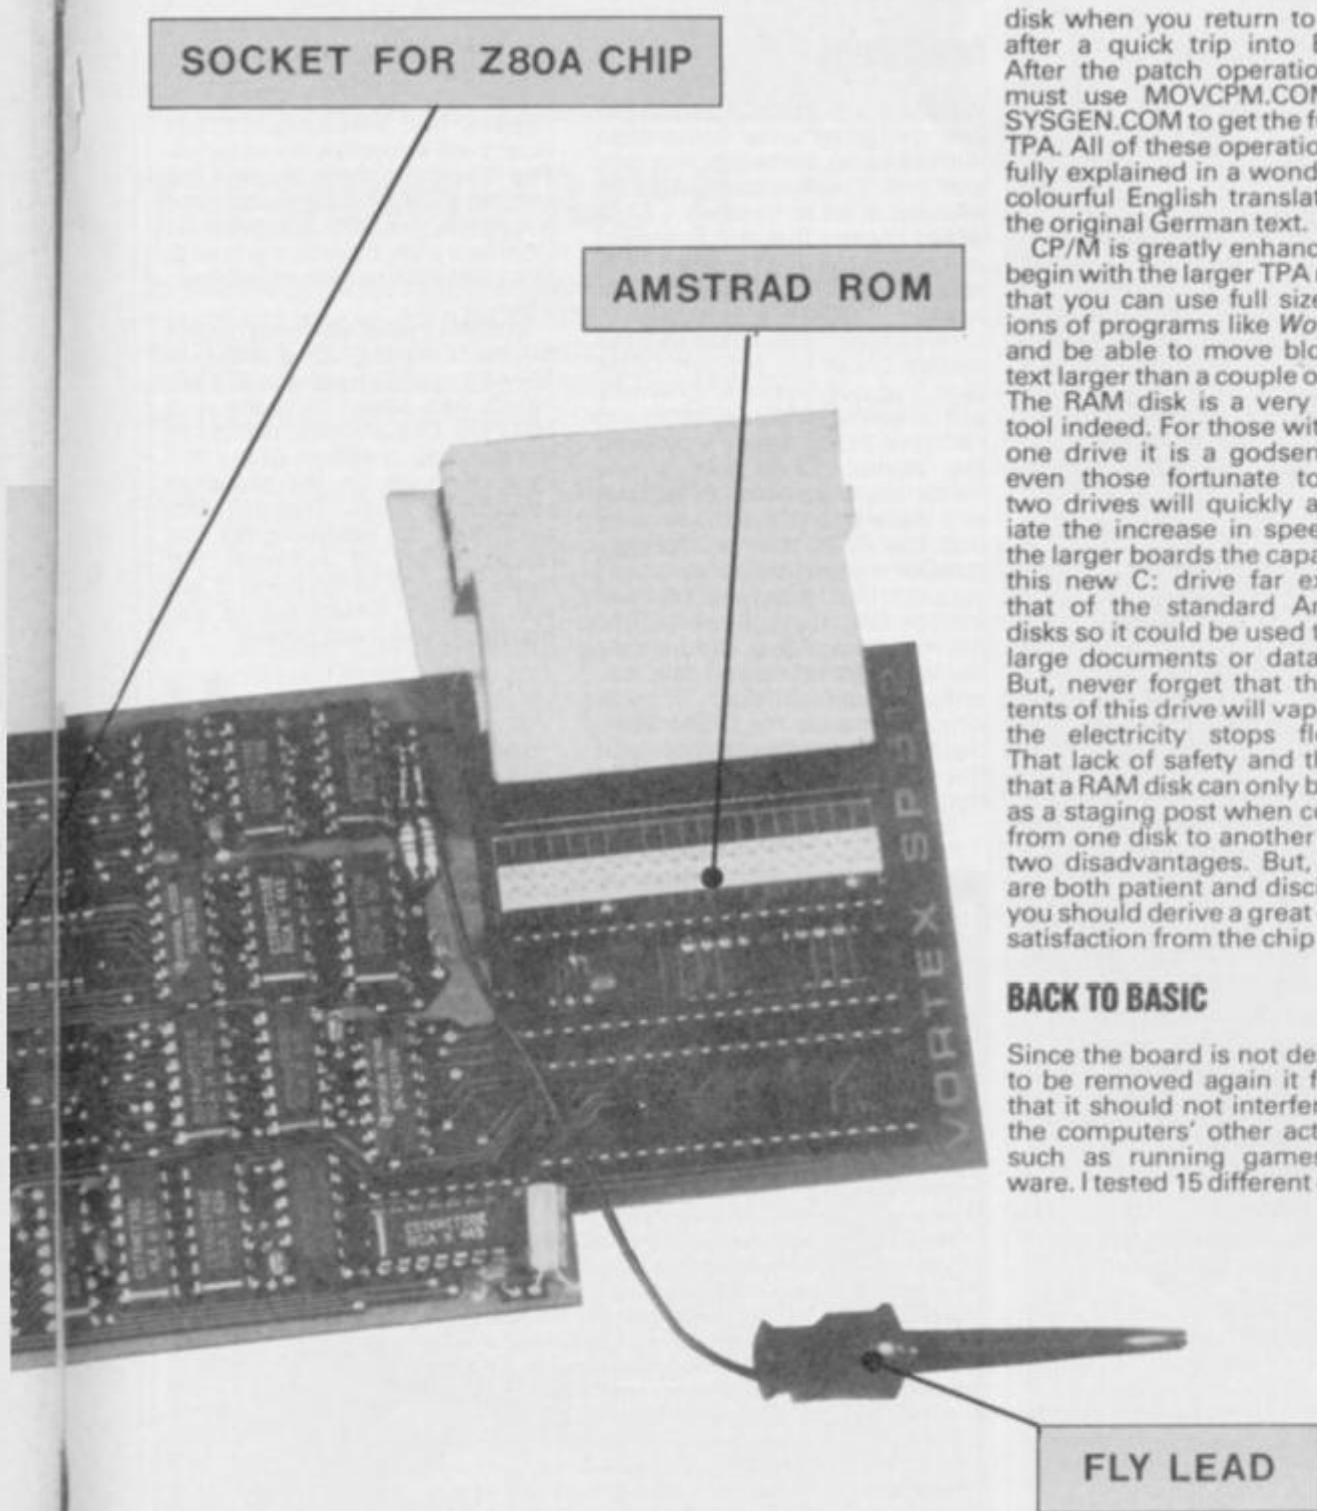 SOCKET FOR Z80A CHIP
AMSTRAD ROM
VORTEX SP
FLY LEAD
disk when you return to
after a quick trip into
After the patch operatio
must use MOVCPM.COM
SYSGEN.COM to get the f
TPA. All of these operatio
fully explained in a wond
colourful English translat
the original German text.
CP/M is greatly enhanc
begin with the larger TPA
that you can use full size
ions of programs like Wo
and be able to move blo
text larger than a couple o
The RAM disk is a very
tool indeed. For those wit
one drive it is a godsen
even those fortunate to
two drives will quickly a
iate the increase in spee
the larger boards the capa
this new C: drive far ex
that of the standard Am
disks so it could be used t
large documents or data
But, never forget that th
tents of this drive will vap
the electricity stops fl
That lack of safety and th
that a RAM disk can only b
as a staging post when co
from one disk to another
two disadvantages. But,
are both patient and disci
you should derive a great
satisfaction from the chip
BACK TO BASIC
Since the board is not de
to be removed again it f
that it should not interfer
the computers' other act
such as running games
ware. I tested 15 different